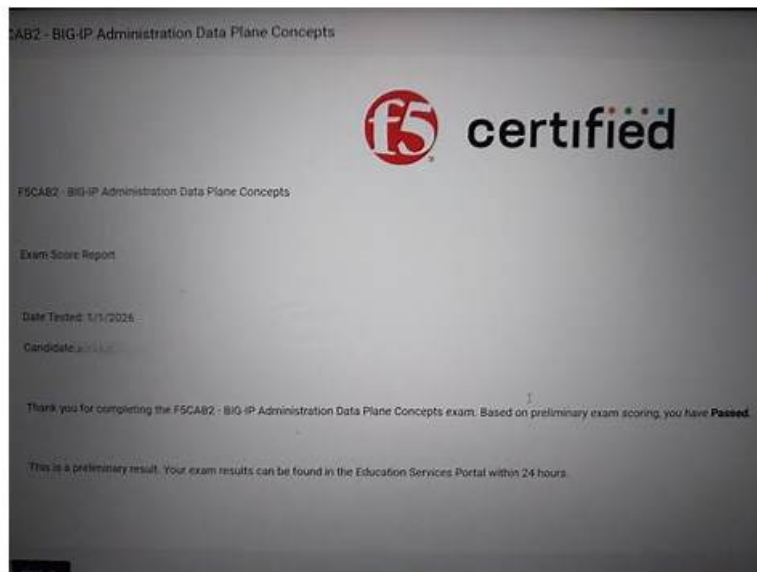 CAB2 - BIG-IP Administration Data Plane Concepts
f5 certified
F5CAB2 - BIG-IP Administration Data Plane Concepts
Exam Score Report
Date Tested: 1/1/2026
Candidate:
Thank you for completing the F5CAB2 - BIG-IP Administration Data Plane Concepts exam. Based on preliminary exam scoring, you have Passed.
This is a preliminary result. Your exam results can be found in the Education Services Portal within 24 hours.